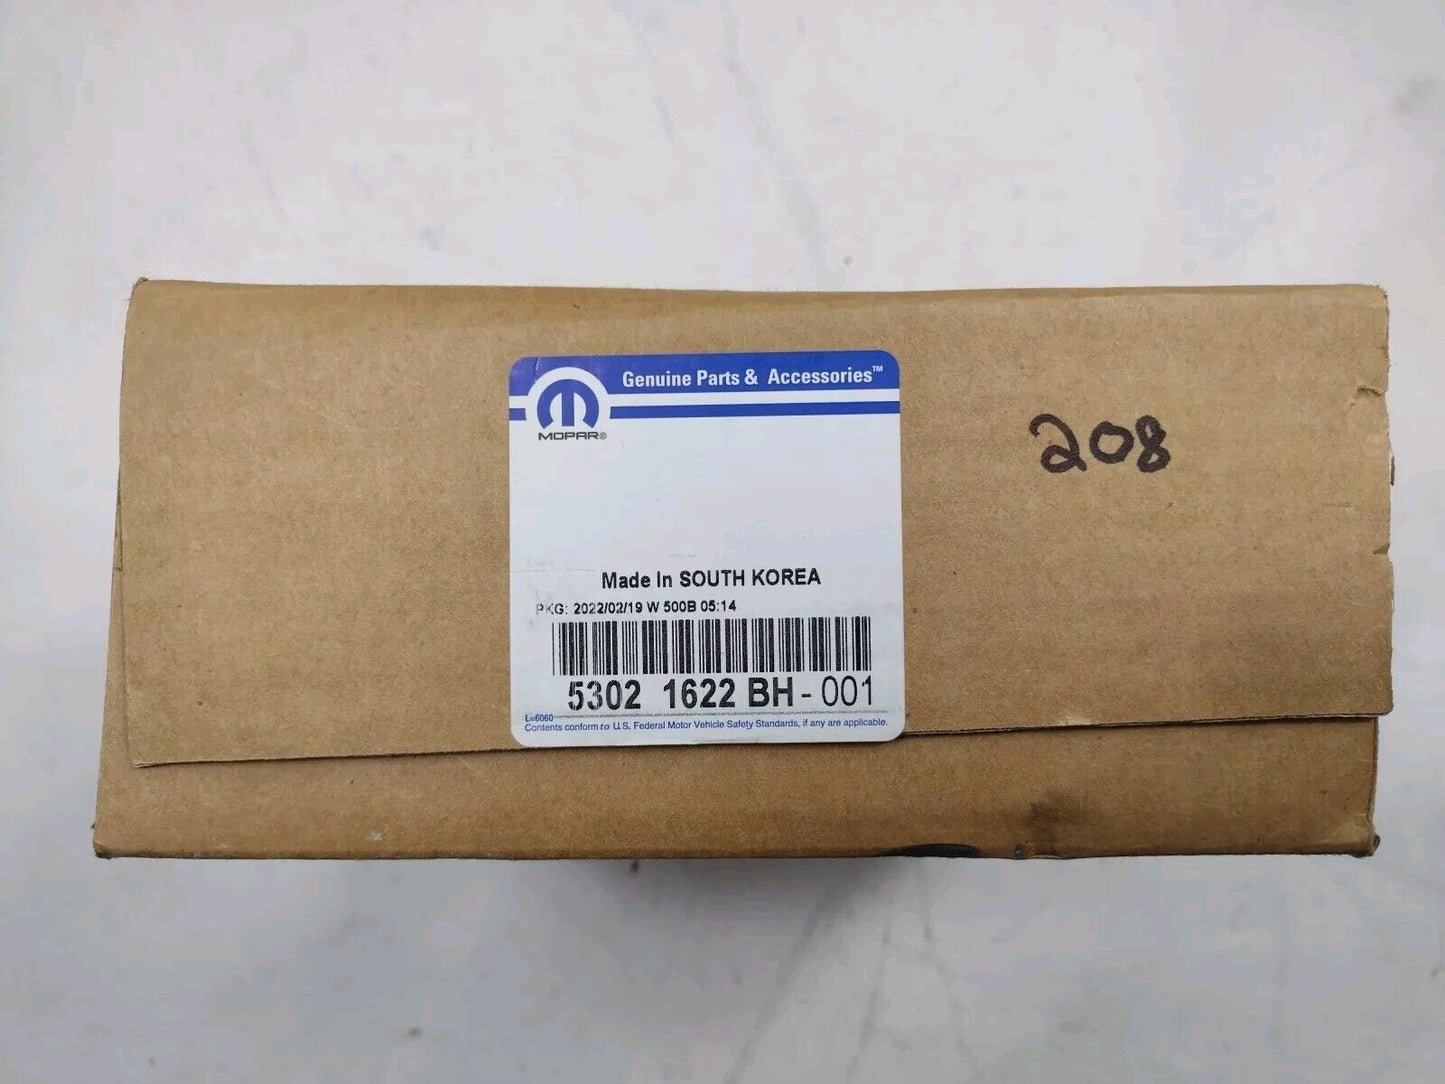 Genuine Parts & Accessories™
MOPAR®
208
Made In SOUTH KOREA
PKG: 2022/02/19 W 500B 05:14
5302 1622 BH - 001
L=6060
Contents conform to U.S. Federal Motor Vehicle Safety Standards, if any are applicable.